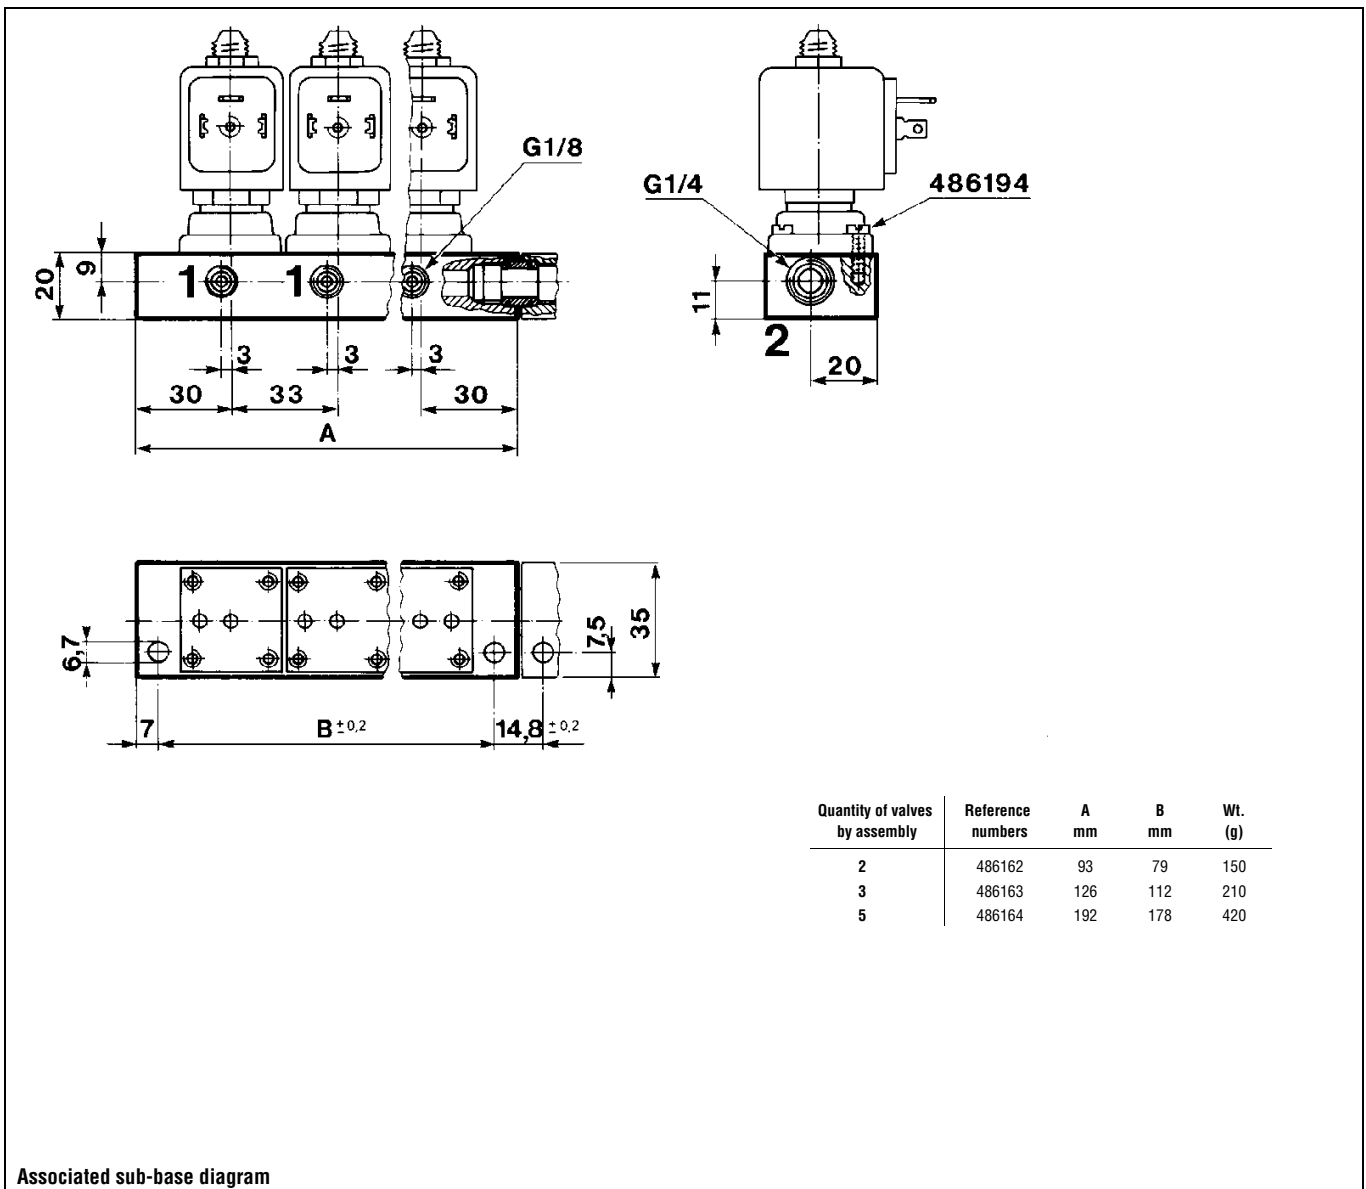 G1/8
G1/4
486194
9
20
1
1
11
2
3
3
3
20
30
33
30
A
6,7
7,5
35
7
B ±0,2
14,8 ±0,2
Quantity of valves Reference A B Wt.
by assembly numbers mm mm (g)
2 486162 93 79 150
3 486163 126 112 210
5 486164 192 178 420
Associated sub-base diagram